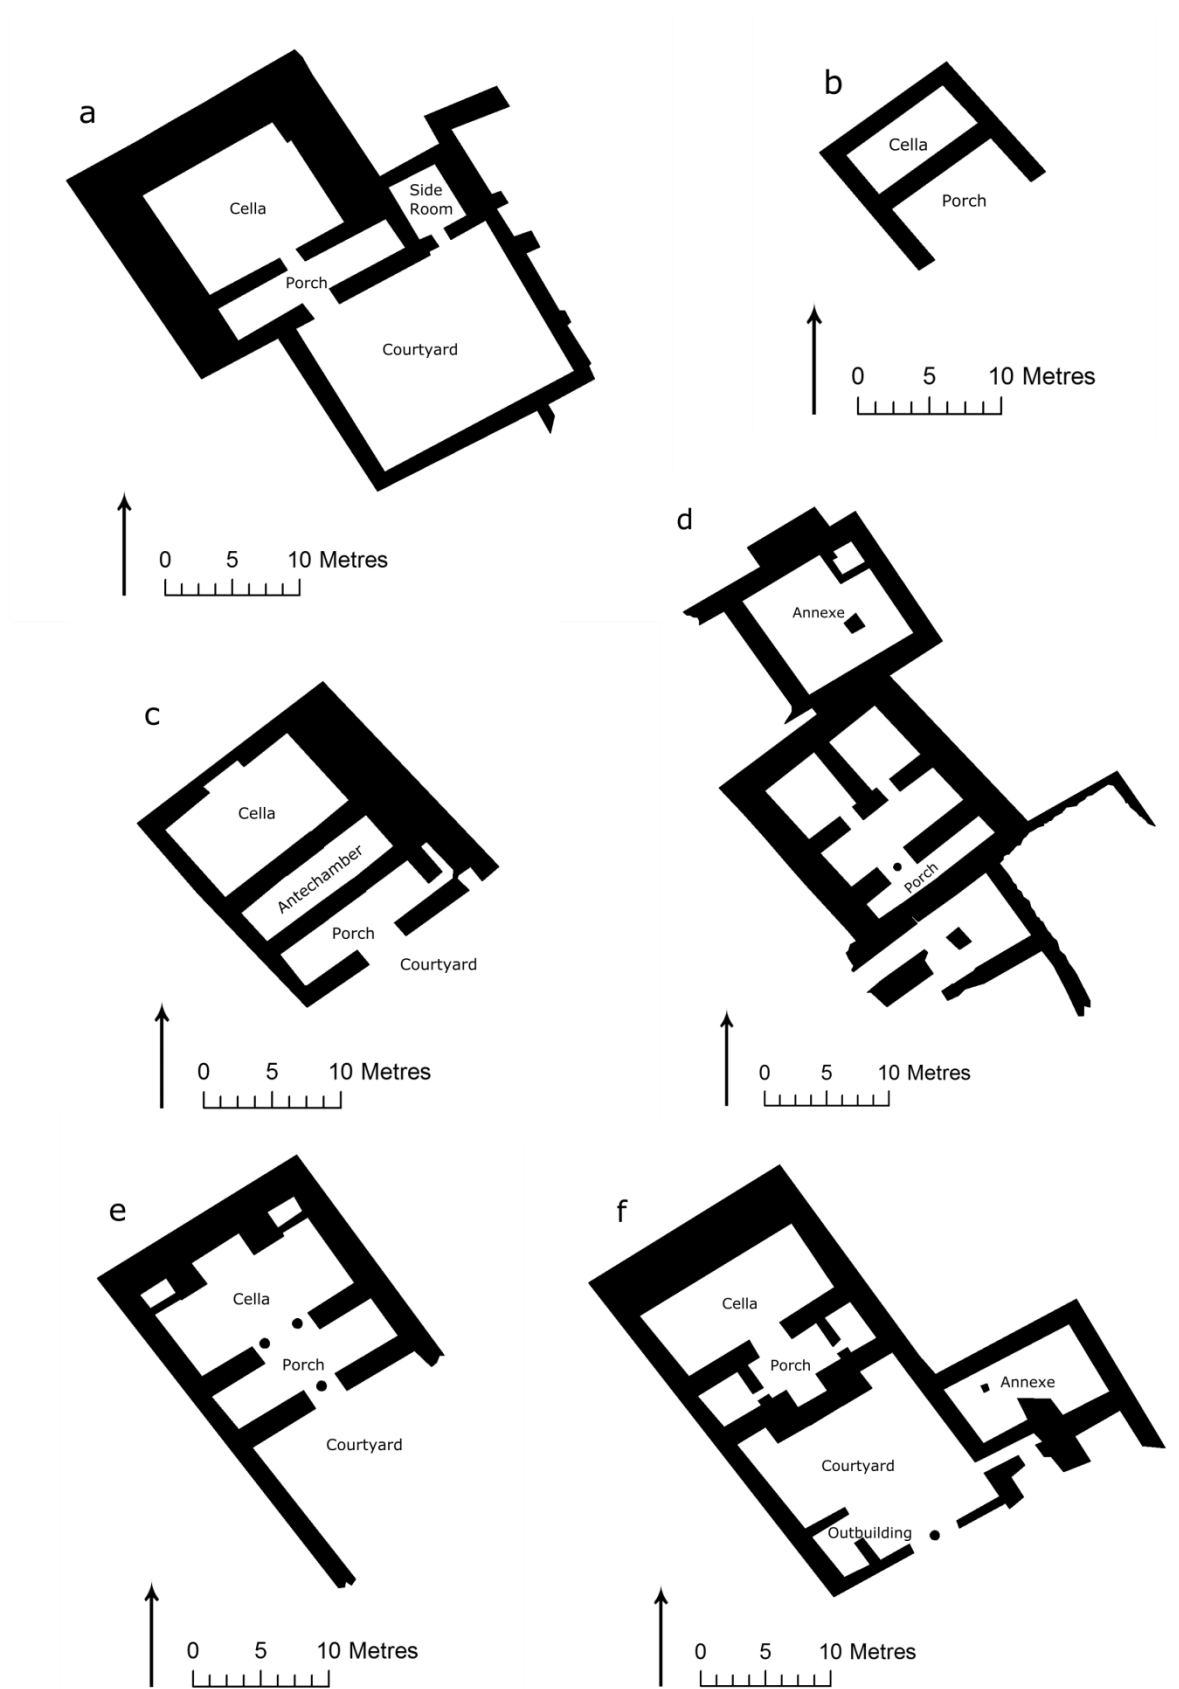 a
Cella
Side
Room
Porch
Courtyard
0 5 10 Metres
b
Cella
Porch
0 5 10 Metres
c
Cella
Antechamber
Porch
Courtyard
0 5 10 Metres
d
Annexe
Porch
0 5 10 Metres
e
Cella
Porch
Courtyard
0 5 10 Metres
f
Cella
Porch
Annexe
Courtyard
Outbuilding
0 5 10 Metres